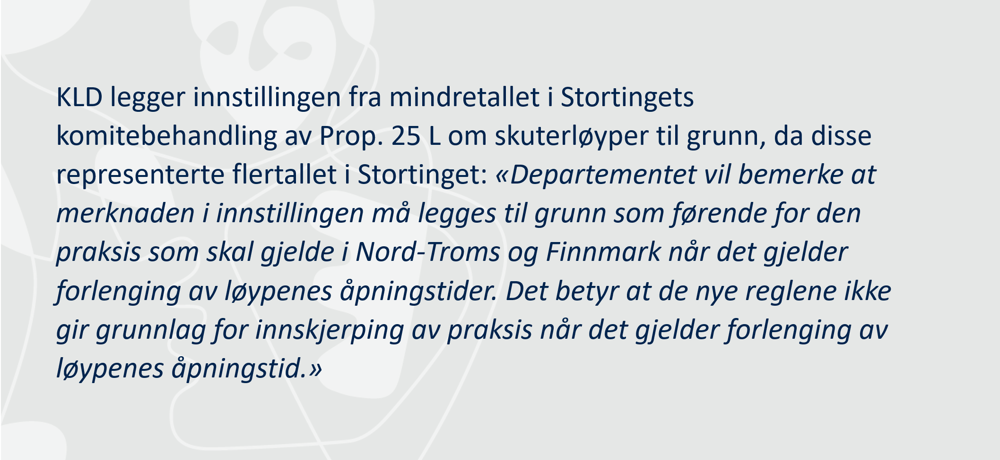 KLD legger innstillingen fra mindretallet i Stortingets
komitebehandling av Prop. 25 L om skuterløyper til grunn, da disse
representerte flertallet i Stortinget: «Departementet vil bemerke at
merknaden i innstillingen må legges til grunn som førende for den
praksis som skal gjelde i Nord-Troms og Finnmark når det gjelder
forlenging av løypenes åpningstider. Det betyr at de nye reglene ikke
gir grunnlag for innskjerping av praksis når det gjelder forlenging av
løypenes åpningstid.»